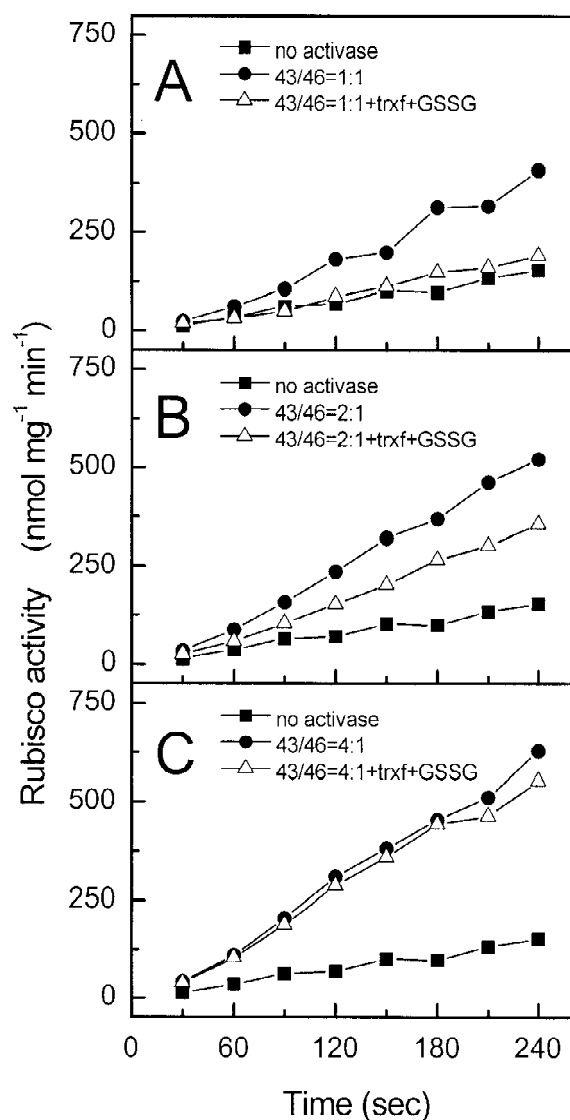 A
no activase
43/46=1:1
43/46=1:1+trxf+GSSG
750
500
250
0
B
no activase
43/46=2:1
43/46=2:1+trxf+GSSG
750
500
250
0
C
no activase
43/46=4:1
43/46=4:1+trxf+GSSG
750
500
250
0
Rubisco activity (nmol mg⁻¹ min⁻¹)
0 60 120 180 240
Time (sec)